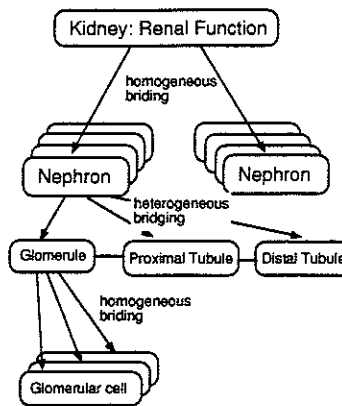 Kidney: Renal Function
homogeneous
briding
Nephron
Nephron
heterogeneous
bridging
Glomerule
Proximal Tubule
Distal Tubule
homogeneous
briding
Glomerular cell